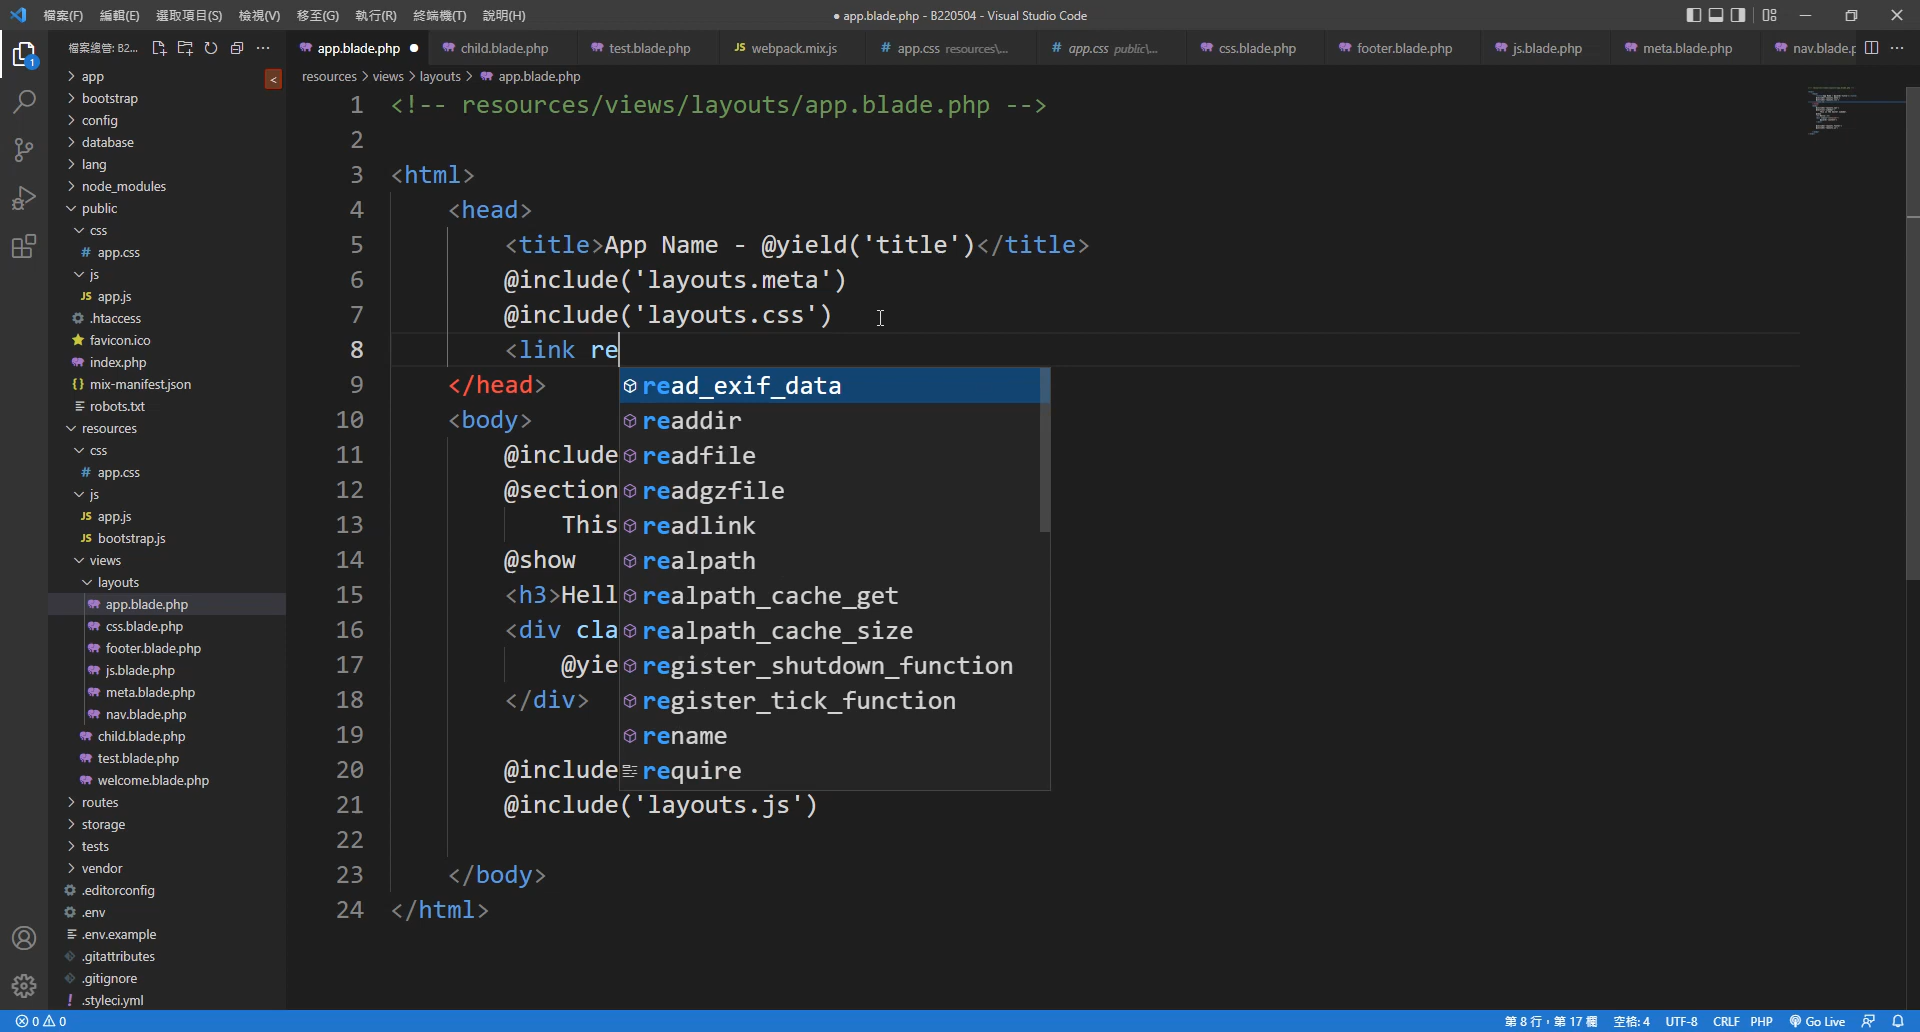 檔案(F) 編輯(E) 選取項目(S) 檢視(V) 移至(G) 執行(R) 終端機(T) 說明(H) ● app.blade.php - B220504 - Visual Studio Code
檔案總管: B2...
app.blade.php ● child.blade.php test.blade.php JS webpack.mix.js # app.css resources\... # app.css public\... css.blade.php footer.blade.php js.blade.php meta.blade.php nav.blade.p
resources > views > layouts > app.blade.php
1
app
bootstrap
config
database
lang
node_modules
public
css
# app.css
js
JS app.js
.htaccess
favicon.ico
index.php
{} mix-manifest.json
robots.txt
resources
css
# app.css
js
JS app.js
JS bootstrap.js
views
layouts
app.blade.php
css.blade.php
footer.blade.php
js.blade.php
meta.blade.php
nav.blade.php
child.blade.php
test.blade.php
welcome.blade.php
routes
storage
tests
vendor
.editorconfig
.env
.env.example
.gitattributes
.gitignore
! .styleci.yml
1 <!-- resources/views/layouts/app.blade.php -->
2
3 <html>
4 <head>
5 <title>App Name - @yield('title')</title>
6 @include('layouts.meta')
7 @include('layouts.css')
8 <link re
9 </head>
10 <body>
11 @include
12 @section
13 This
14 @show
15 <h3>Hell
16 <div cla
17 @yie
18 </div>
19
20 @include
21 @include('layouts.js')
22
23 </body>
24 </html>
read_exif_data
readdir
readfile
readgzfile
readlink
realpath
realpath_cache_get
realpath_cache_size
register_shutdown_function
register_tick_function
rename
require
0 0 第 8 行，第 17 欄 空格: 4 UTF-8 CRLF PHP Go Live